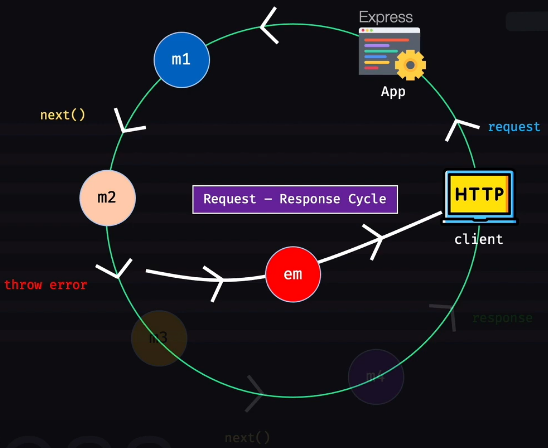 Express
App
m1
next()
request
m2
Request – Response Cycle
HTTP
client
em
throw error
m3
response
m4
next()